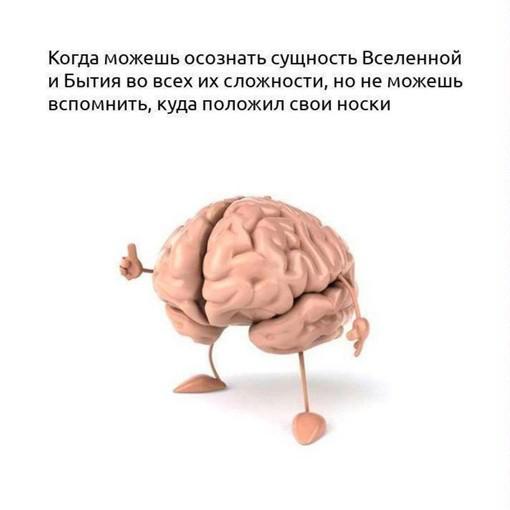 Когда можешь осознать сущность Вселенной
и Бытия во всех их сложности, но не можешь
вспомнить, куда положил свои носки